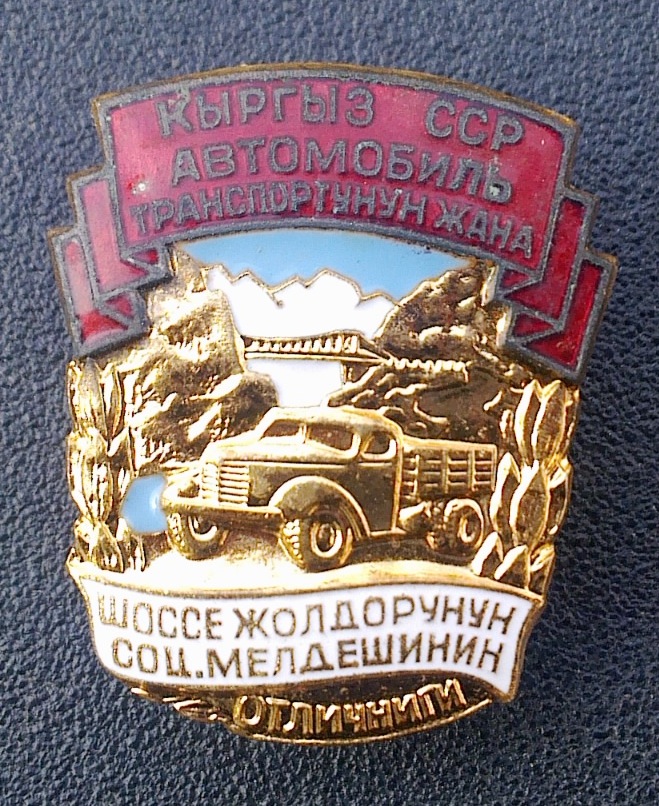 КЫРГЫЗ ССР
АВТОМОБИЛЬ
ТРАНСПОРТУНУН ЖАНА
ШОССЕ ЖОЛДОРУНУН
СОЦ.МЕЛДЕШИНИН
ОТЛИЧНИГИ